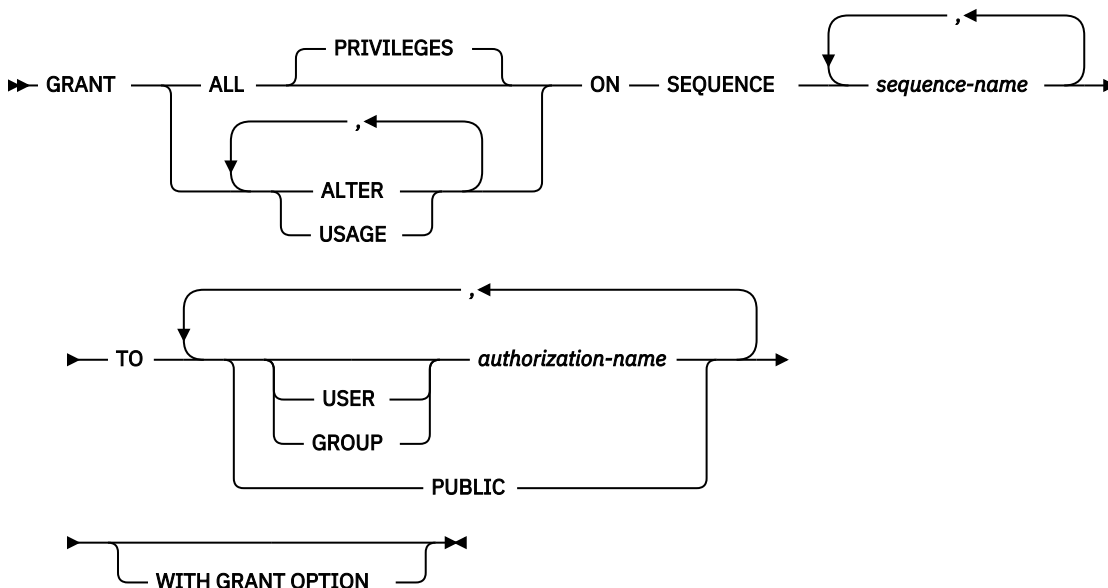 ,
PRIVILEGES
GRANT ALL ON SEQUENCE sequence-name
,
ALTER
USAGE
,
TO authorization-name
USER
GROUP
PUBLIC
WITH GRANT OPTION